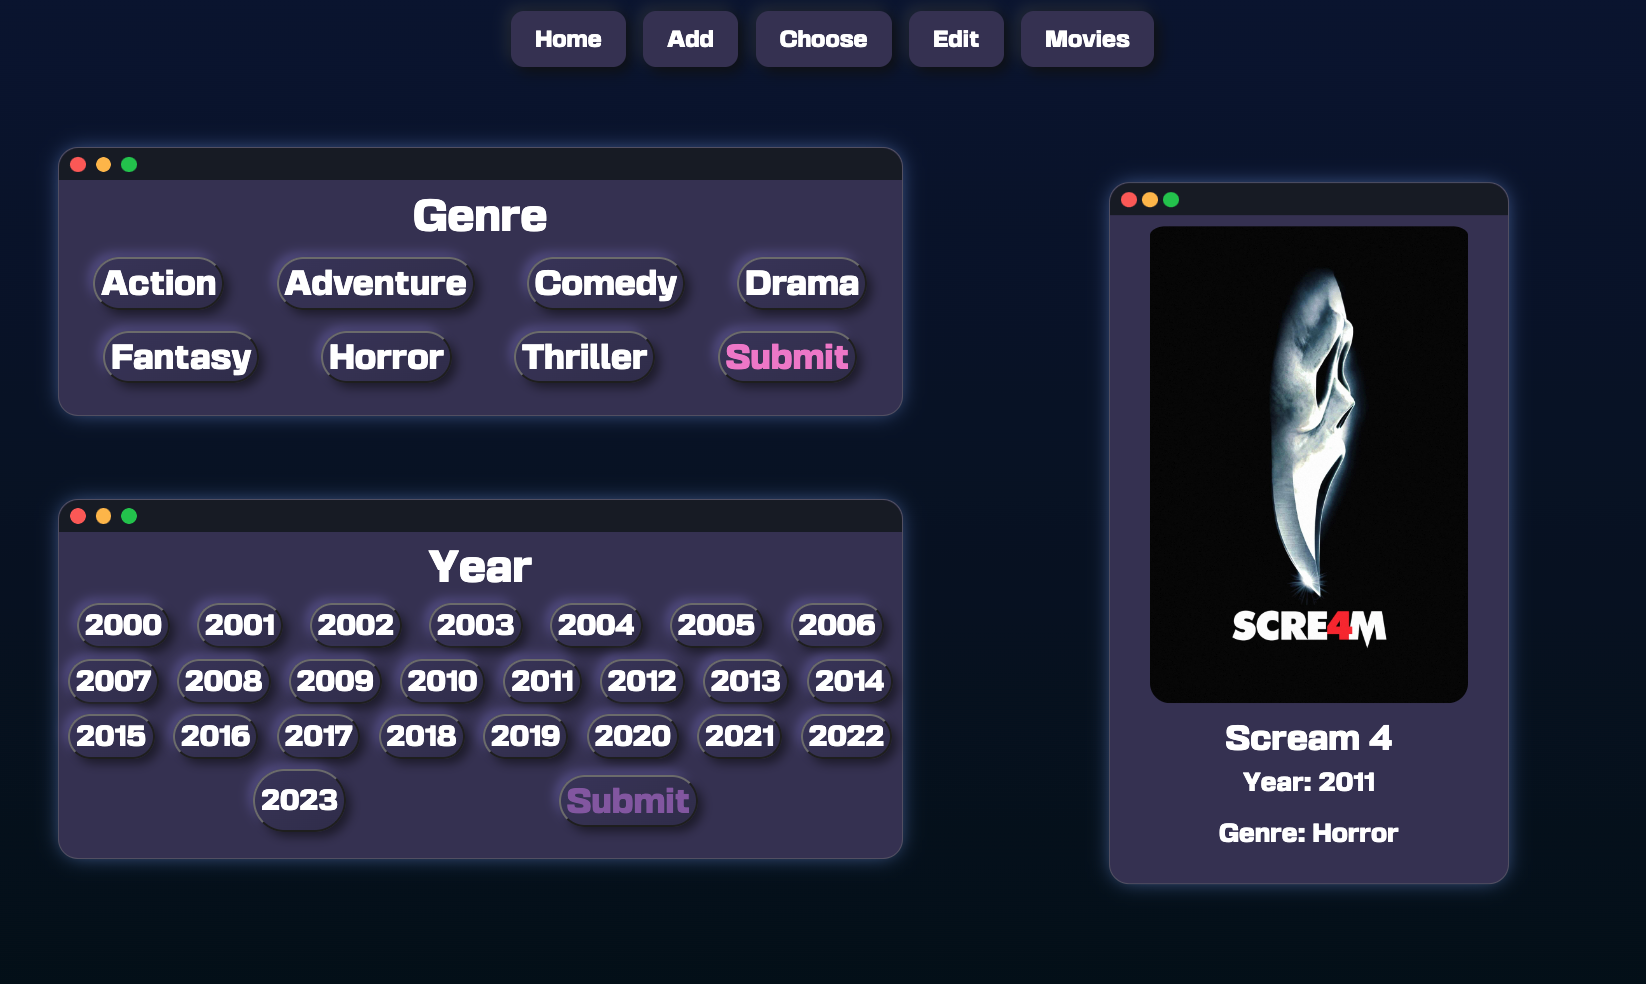 Home Add Choose Edit Movies
Genre
Action Adventure Comedy Drama
Fantasy Horror Thriller Submit
Year
2000 2001 2002 2003 2004 2005 2006
2007 2008 2009 2010 2011 2012 2013 2014
2015 2016 2017 2018 2019 2020 2021 2022
2023 Submit
SCRE4M
Scream 4
Year: 2011
Genre: Horror